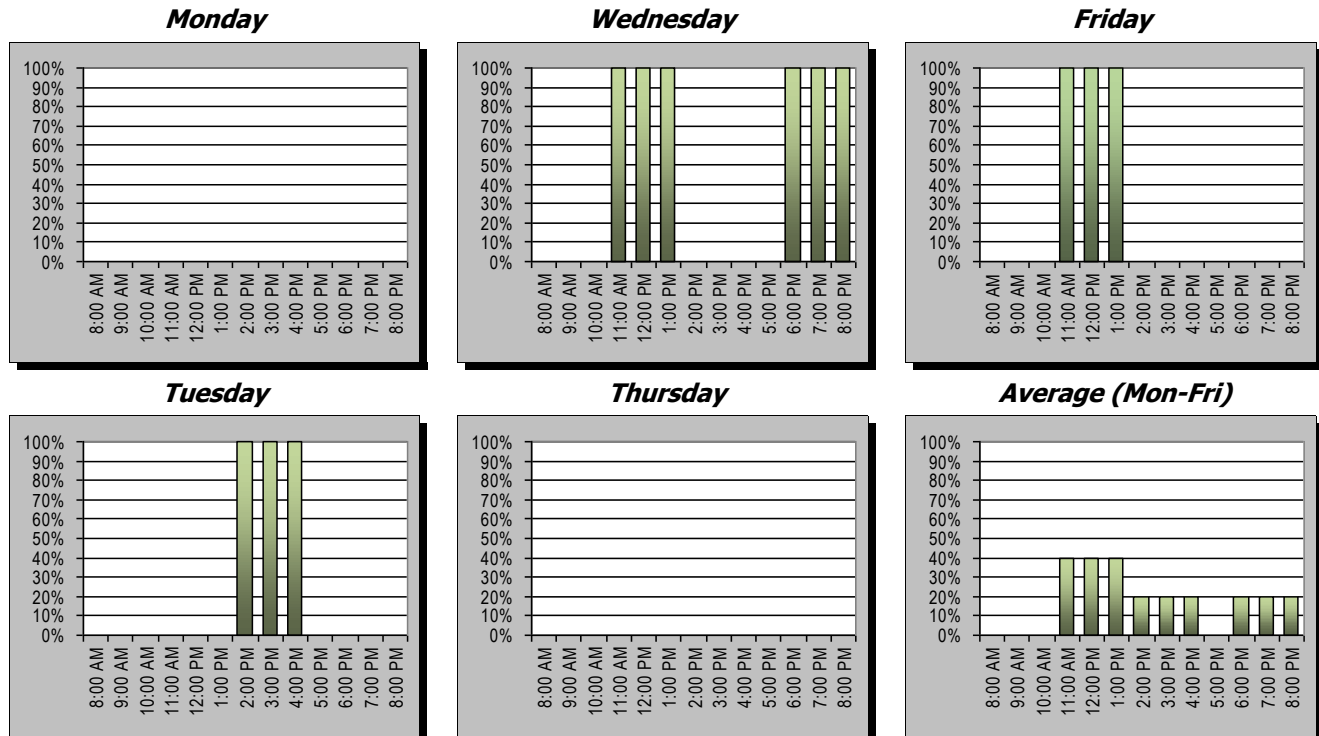 Monday
100%
90%
80%
70%
60%
50%
40%
30%
20%
10%
0%
8:00 AM
9:00 AM
10:00 AM
11:00 AM
12:00 PM
1:00 PM
2:00 PM
3:00 PM
4:00 PM
5:00 PM
6:00 PM
7:00 PM
8:00 PM
Wednesday
100%
90%
80%
70%
60%
50%
40%
30%
20%
10%
0%
8:00 AM
9:00 AM
10:00 AM
11:00 AM
12:00 PM
1:00 PM
2:00 PM
3:00 PM
4:00 PM
5:00 PM
6:00 PM
7:00 PM
8:00 PM
Friday
100%
90%
80%
70%
60%
50%
40%
30%
20%
10%
0%
8:00 AM
9:00 AM
10:00 AM
11:00 AM
12:00 PM
1:00 PM
2:00 PM
3:00 PM
4:00 PM
5:00 PM
6:00 PM
7:00 PM
8:00 PM
Tuesday
100%
90%
80%
70%
60%
50%
40%
30%
20%
10%
0%
8:00 AM
9:00 AM
10:00 AM
11:00 AM
12:00 PM
1:00 PM
2:00 PM
3:00 PM
4:00 PM
5:00 PM
6:00 PM
7:00 PM
8:00 PM
Thursday
100%
90%
80%
70%
60%
50%
40%
30%
20%
10%
0%
8:00 AM
9:00 AM
10:00 AM
11:00 AM
12:00 PM
1:00 PM
2:00 PM
3:00 PM
4:00 PM
5:00 PM
6:00 PM
7:00 PM
8:00 PM
Average (Mon-Fri)
100%
90%
80%
70%
60%
50%
40%
30%
20%
10%
0%
8:00 AM
9:00 AM
10:00 AM
11:00 AM
12:00 PM
1:00 PM
2:00 PM
3:00 PM
4:00 PM
5:00 PM
6:00 PM
7:00 PM
8:00 PM